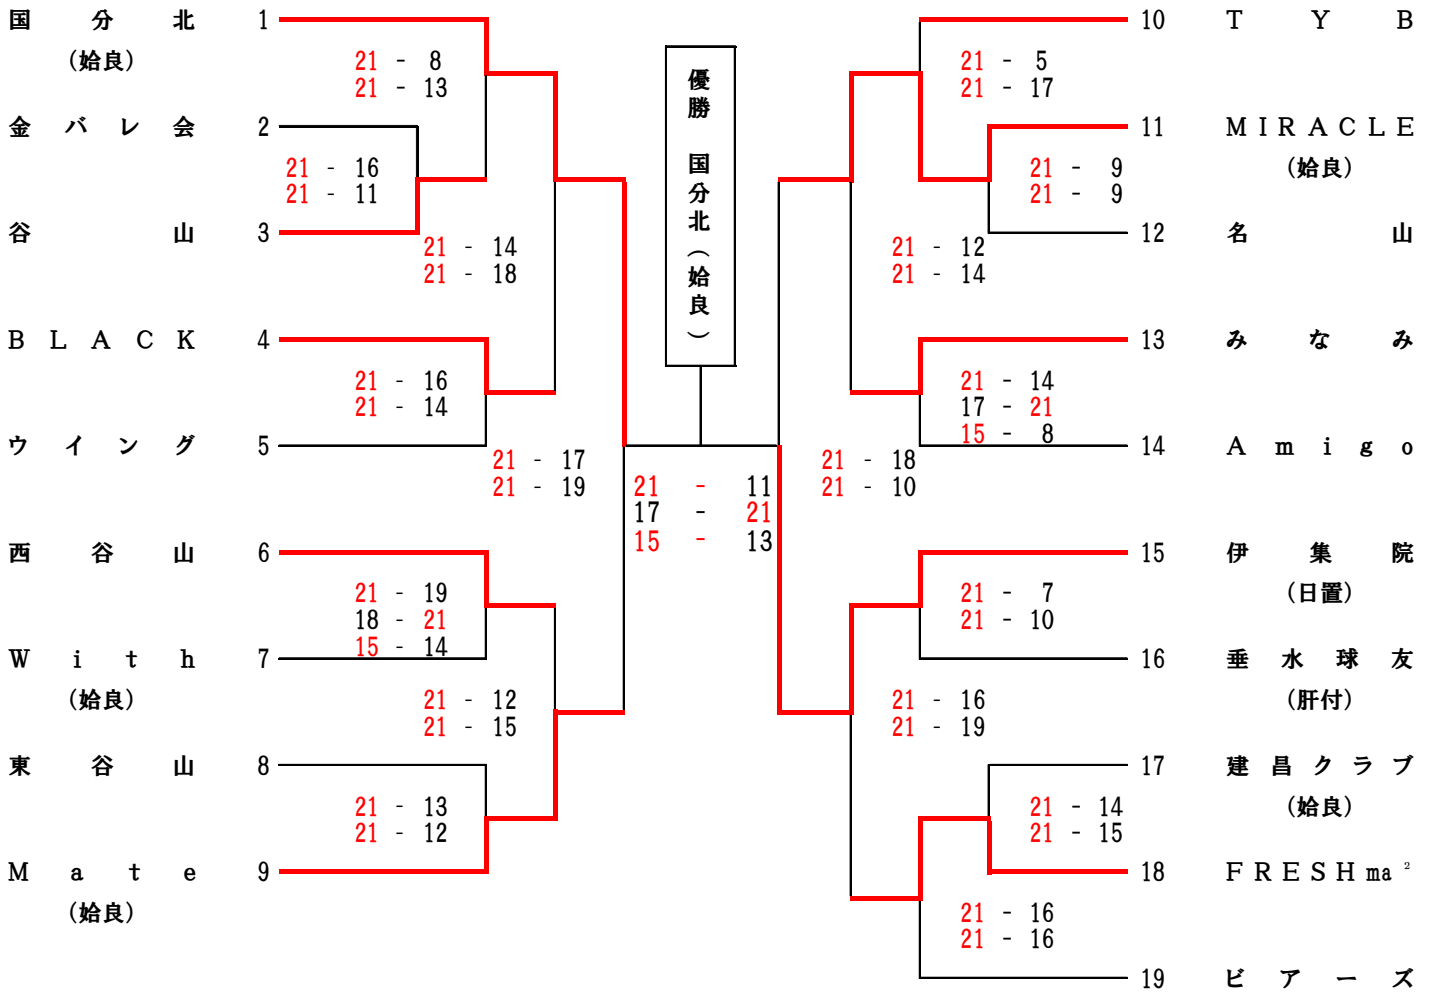 国分北 1
(始良)
21 - 8
21 - 13
金バレ会 2
21 - 16
21 - 11
谷山 3
21 - 14
21 - 18
BLACK 4
21 - 16
21 - 14
ウイング 5
21 - 17
21 - 19
西谷山 6
21 - 19
18 - 21
15 - 14
With 7
(始良)
21 - 12
21 - 15
東谷山 8
21 - 13
21 - 12
Mate 9
(始良)
優勝 国分北(始良)
21 - 11
17 - 21
15 - 13
10 TYB
21 - 5
21 - 17
11 MIRACLE
(始良)
21 - 9
21 - 9
12 名山
21 - 12
21 - 14
13 みなみ
21 - 14
17 - 21
15 - 8
14 Amigo
21 - 18
21 - 10
15 伊集院
(日置)
21 - 7
21 - 10
16 垂水球友
(肝付)
21 - 16
21 - 19
17 建昌クラブ
(始良)
21 - 14
21 - 15
18 FRESHma²
21 - 16
21 - 16
19 ビアーズ